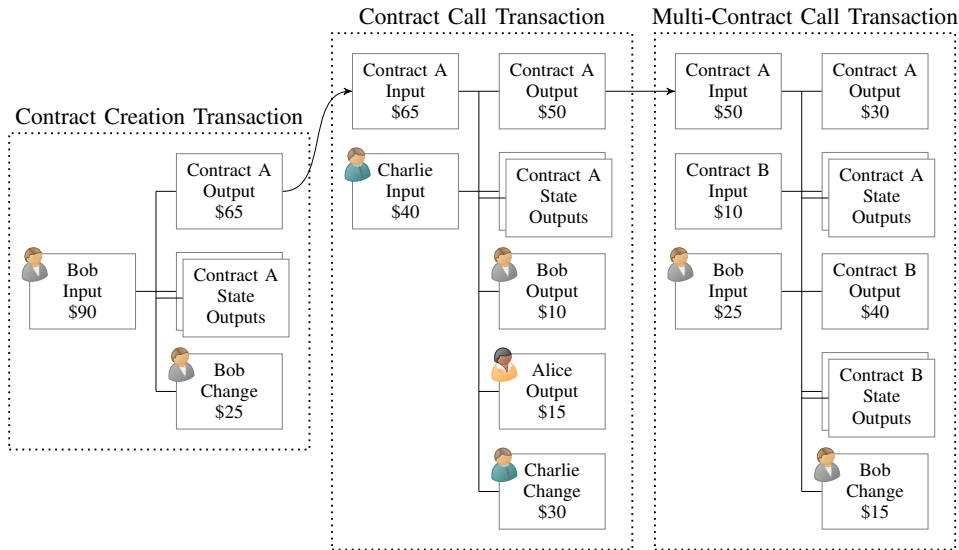 Contract Creation Transaction
Bob
Input
$90
Contract A
Output
$65
Contract A
State
Outputs
Bob
Change
$25
Contract Call Transaction
Contract A
Input
$65
Charlie
Input
$40
Contract A
Output
$50
Contract A
State
Outputs
Bob
Output
$10
Alice
Output
$15
Charlie
Change
$30
Multi-Contract Call Transaction
Contract A
Input
$50
Contract B
Input
$10
Bob
Input
$25
Contract A
Output
$30
Contract A
State
Outputs
Contract B
Output
$40
Contract B
State
Outputs
Bob
Change
$15